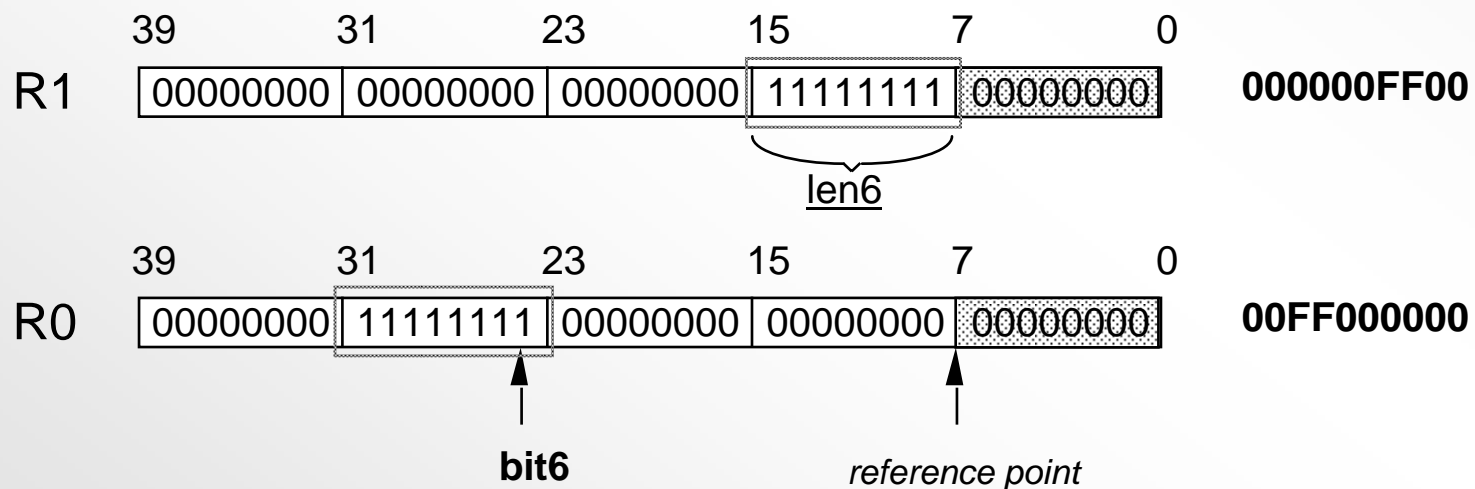 39 31 23 15 7 0
R1 00000000 00000000 00000000 11111111 00000000 000000FF00
len6
39 31 23 15 7 0
R0 00000000 11111111 00000000 00000000 00000000 00FF000000
bit6 reference point